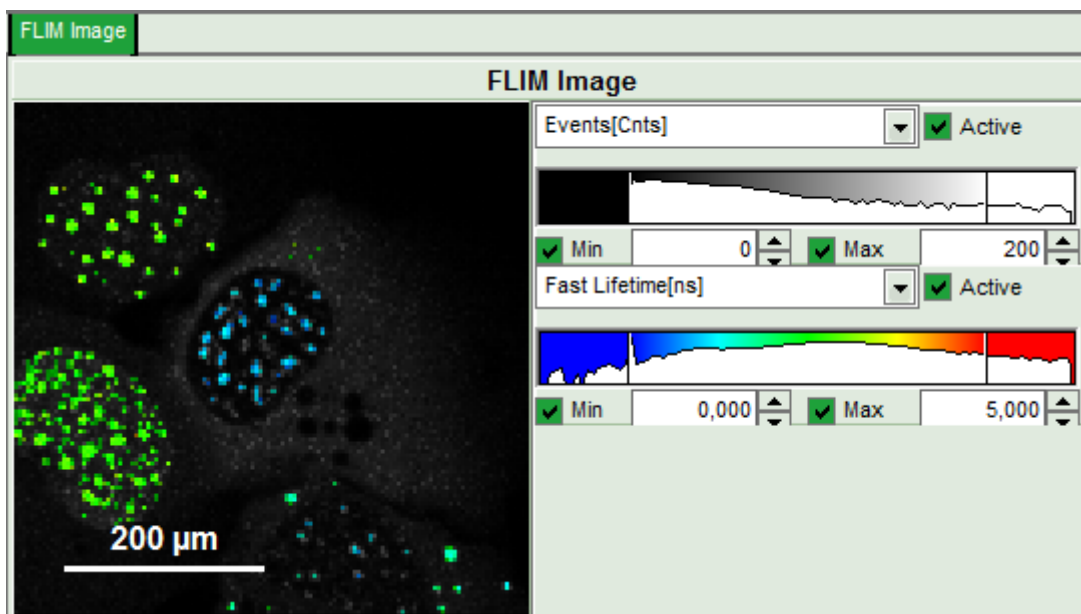 FLIM Image
FLIM Image
Events[Cnts]
Active
Min 0 Max 200
Fast Lifetime[ns]
Active
Min 0,000 Max 5,000
200 µm